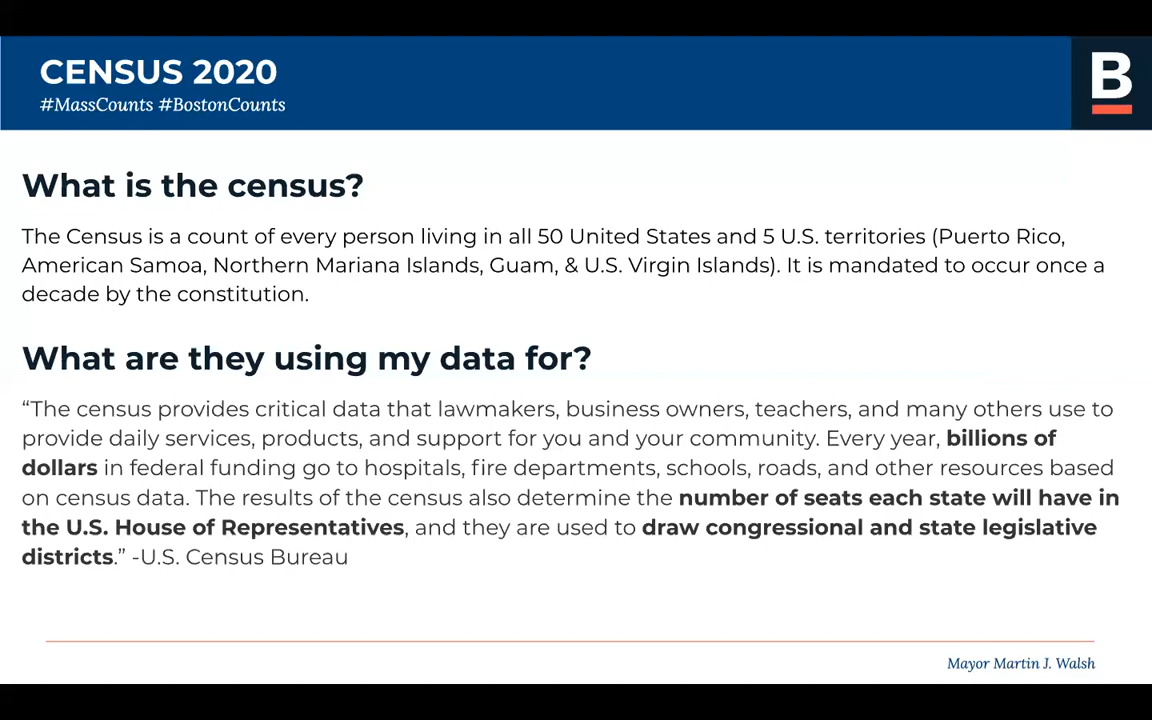 CENSUS 2020
#MassCounts #BostonCounts
B
What is the census?
The Census is a count of every person living in all 50 United States and 5 U.S. territories (Puerto Rico,
American Samoa, Northern Mariana Islands, Guam, & U.S. Virgin Islands). It is mandated to occur once a
decade by the constitution.
What are they using my data for?
“The census provides critical data that lawmakers, business owners, teachers, and many others use to
provide daily services, products, and support for you and your community. Every year, billions of
dollars in federal funding go to hospitals, fire departments, schools, roads, and other resources based
on census data. The results of the census also determine the number of seats each state will have in
the U.S. House of Representatives, and they are used to draw congressional and state legislative
districts.” -U.S. Census Bureau
Mayor Martin J. Walsh